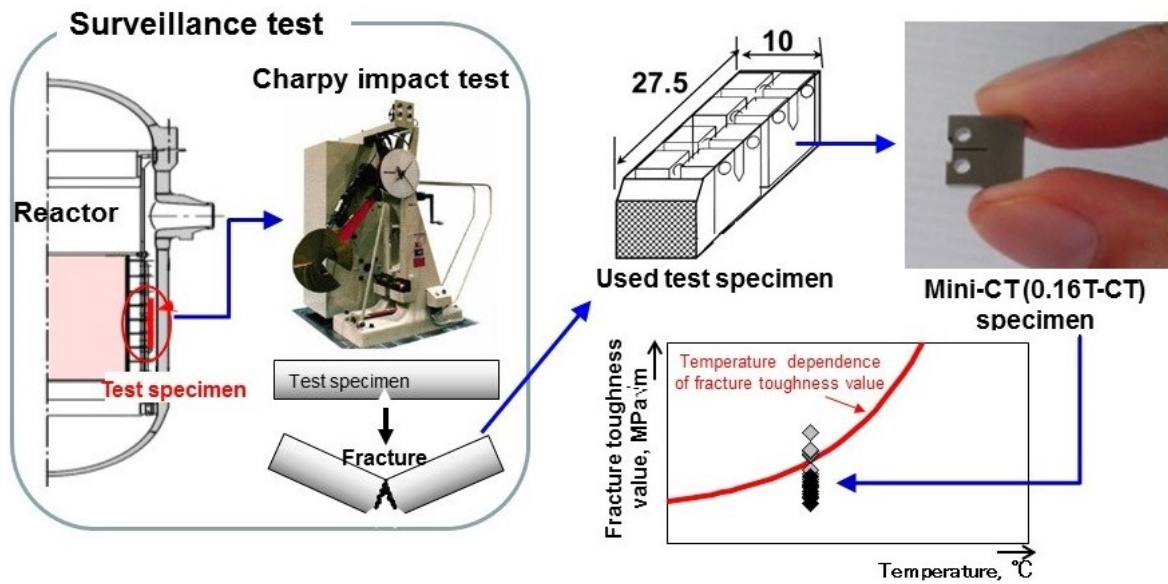 Surveillance test
Charpy impact test
Reactor
Test specimen
Test specimen
Fracture
27.5
10
Used test specimen
Mini-CT(0.16T-CT)
specimen
Fracture toughness
value, MPa√m
Temperature dependence
of fracture toughness value
Temperature, °C